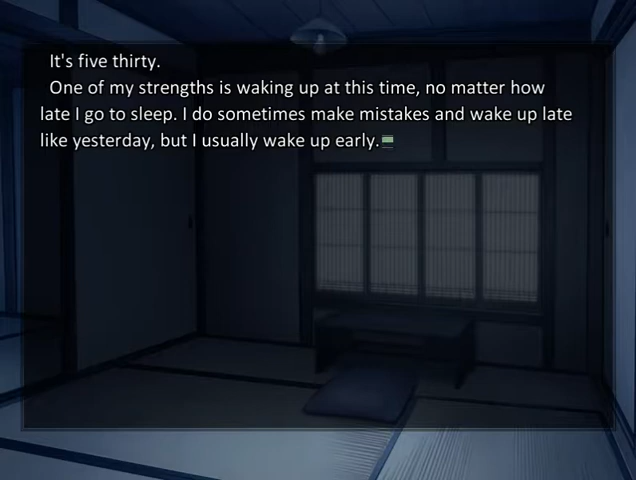 It's five thirty.
One of my strengths is waking up at this time, no matter how
late I go to sleep. I do sometimes make mistakes and wake up late
like yesterday, but I usually wake up early.